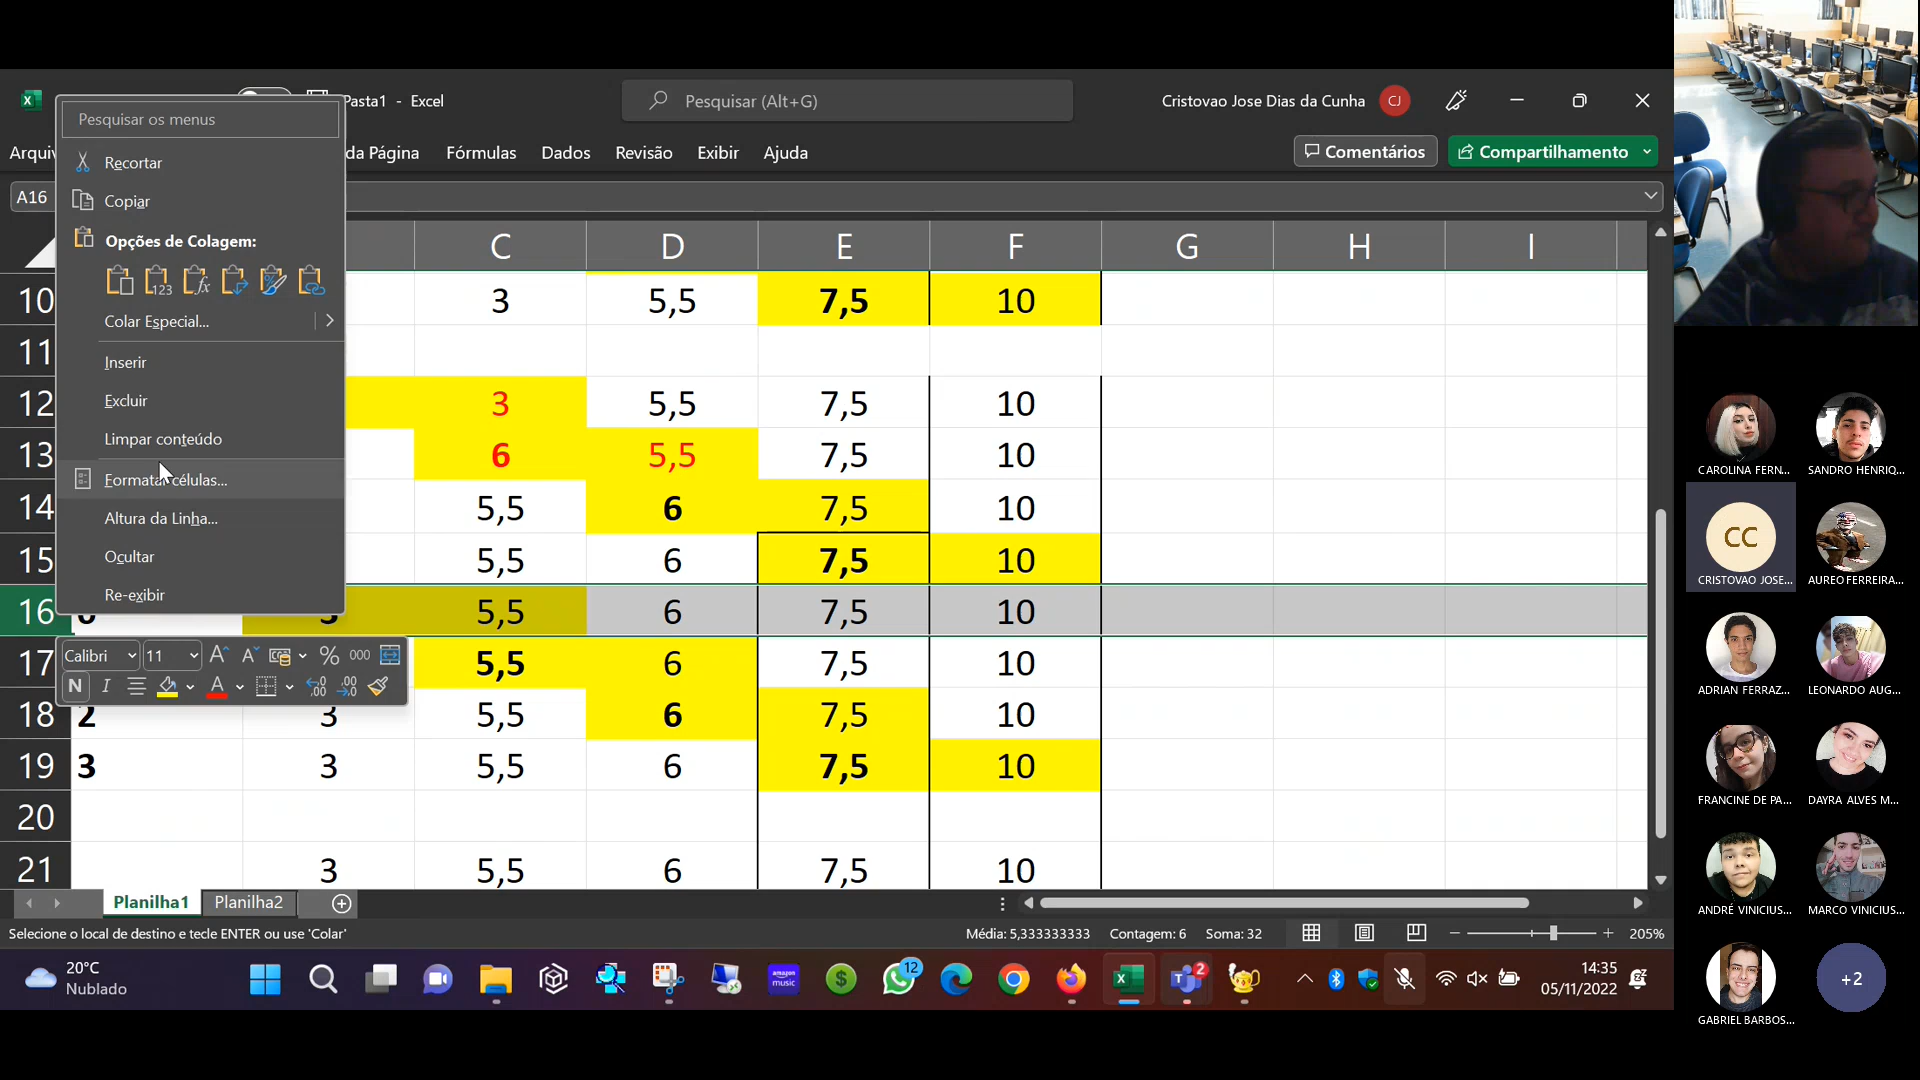 Pasta1 - Excel
Pesquisar (Alt+G)
Cristovao Jose Dias da Cunha
CJ
Pesquisar os menus
da Página
Fórmulas
Dados
Revisão
Exibir
Ajuda
Comentários
Compartilhamento
A16
Recortar
Copiar
Opções de Colagem:
123
fx
Colar Especial...
Inserir
Excluir
Limpar conteúdo
Formatar células...
Altura da Linha...
Ocultar
Re-exibir
Calibri 11 A A % 000
N I A
C D E F G H I
10 3 5,5 7,5 10
11
12 3 5,5 7,5 10
13 6 5,5 7,5 10
14 5,5 6 7,5 10
15 5,5 6 7,5 10
16 5,5 6 7,5 10
17 5,5 6 7,5 10
18 2 3 5,5 6 7,5 10
19 3 3 5,5 6 7,5 10
20
21 3 5,5 6 7,5 10
Planilha1 Planilha2
Selecione o local de destino e tecle ENTER ou use 'Colar'
Média: 5,333333333 Contagem: 6 Soma: 32
205%
20°C
Nublado
amazon music
12
2
14:35
05/11/2022
CAROLINA FERN...
SANDRO HENRIQ...
CC
CRISTOVAO JOSE...
AUREO FERREIRA...
ADRIAN FERRAZ...
LEONARDO AUG...
FRANCINE DE PA...
DAYRA ALVES M...
ANDRÉ VINICIUS...
MARCO VINICIUS...
GABRIEL BARBOS...
+2